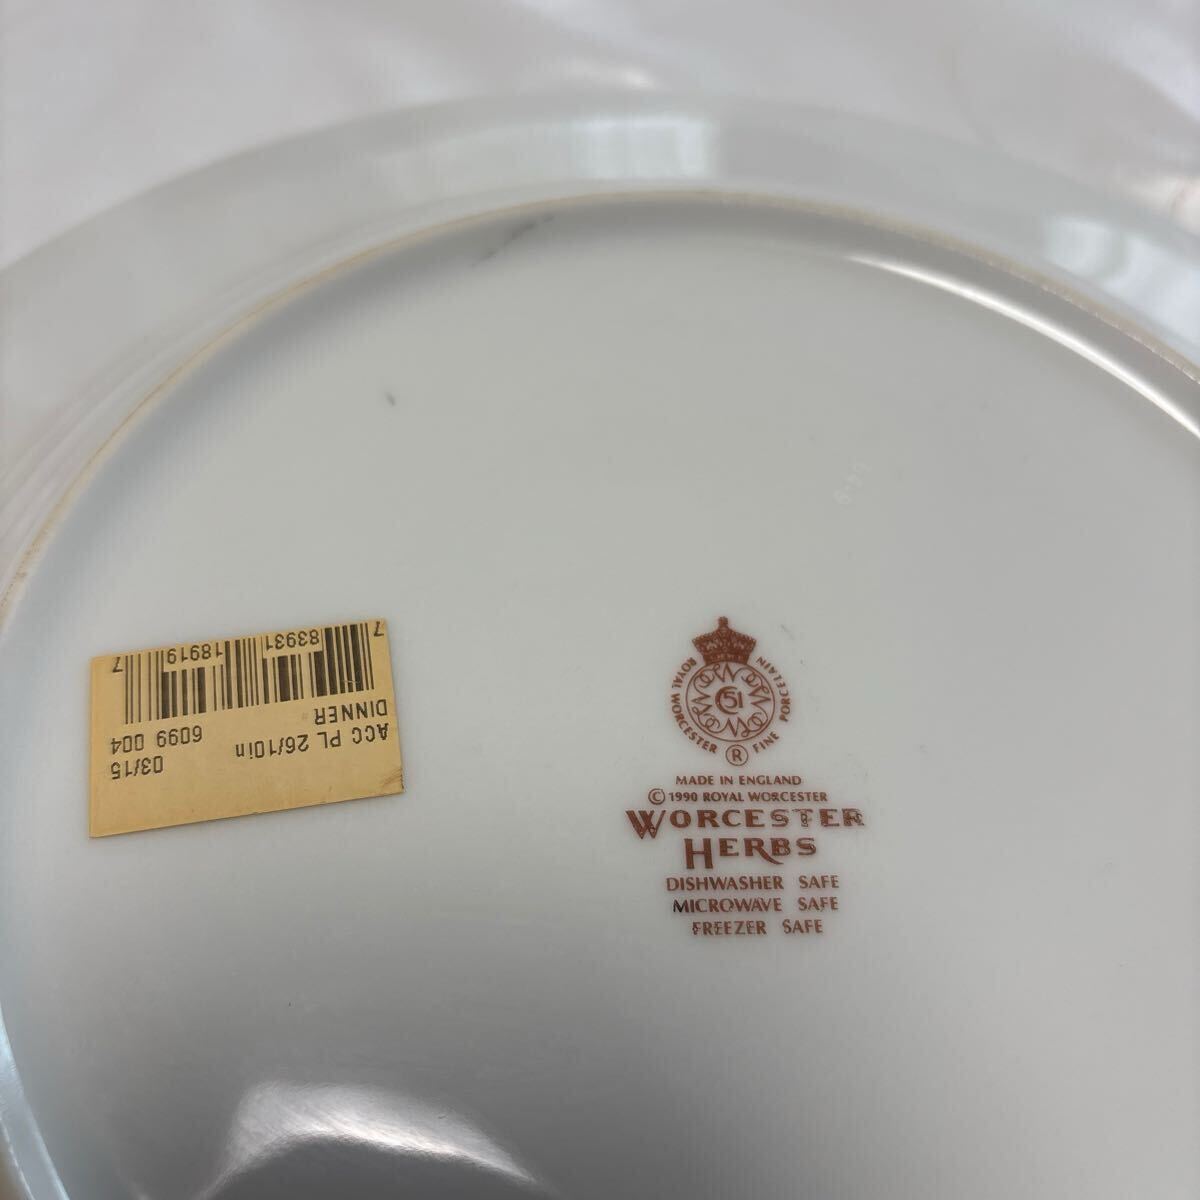 ROYAL WORCESTER
FINE PORCELAIN
51
R
MADE IN ENGLAND
© 1990 ROYAL WORCESTER
WORCESTER
HERBS
DISHWASHER SAFE
MICROWAVE SAFE
FREEZER SAFE
03/15 6099 004
ACC PL 26/10in
DINNER
7 18919 83931 7